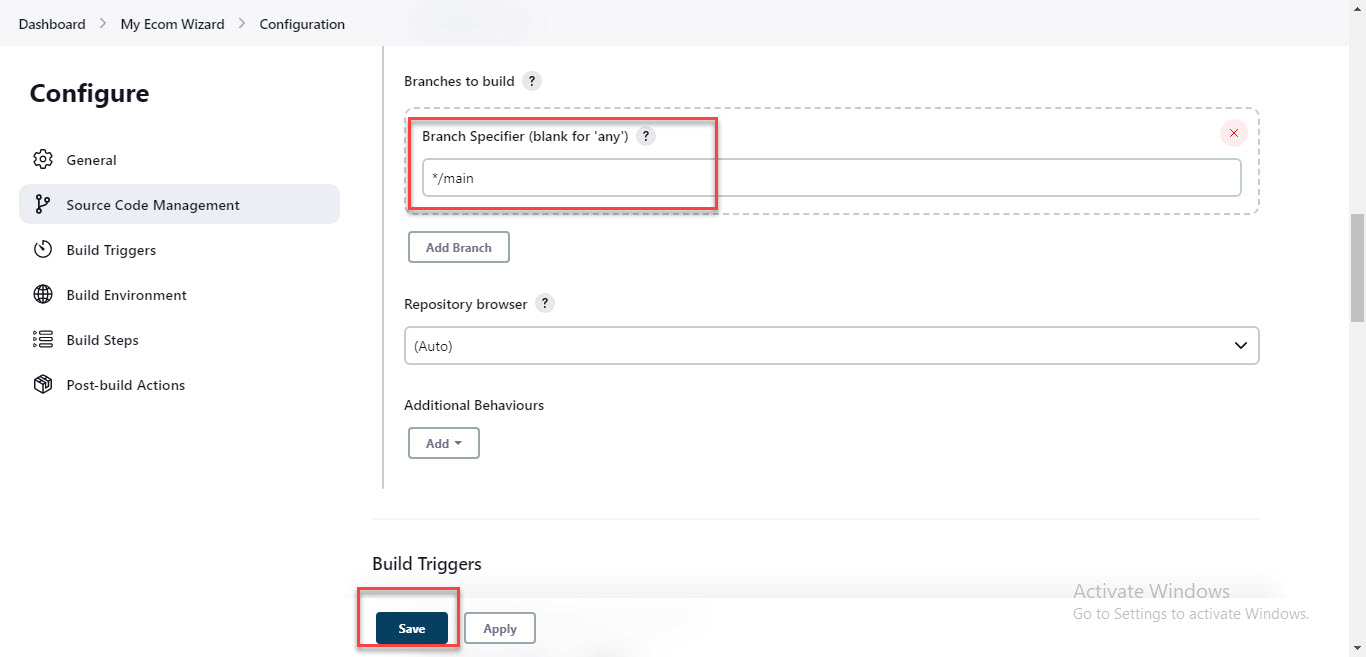 Dashboard > My Ecom Wizard > Configuration
Configure
General
Source Code Management
Build Triggers
Build Environment
Build Steps
Post-build Actions
Branches to build ?
Branch Specifier (blank for 'any') ?
*/main
Add Branch
Repository browser ?
(Auto)
Additional Behaviours
Add
Build Triggers
Save Apply
Activate Windows
Go to Settings to activate Windows.